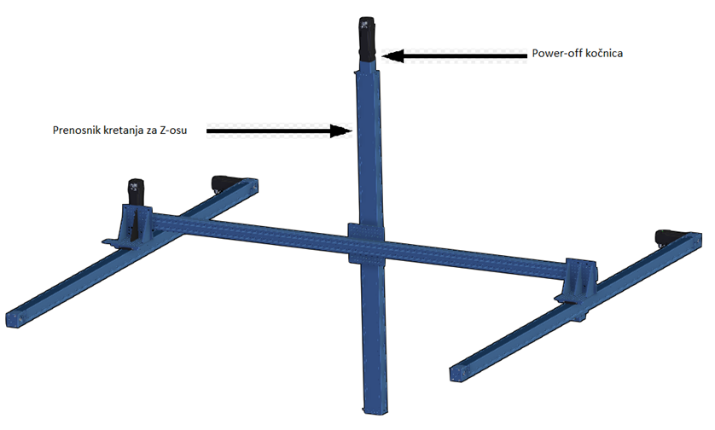 Power-off kočnica
Prenosnik kretanja za Z-osu